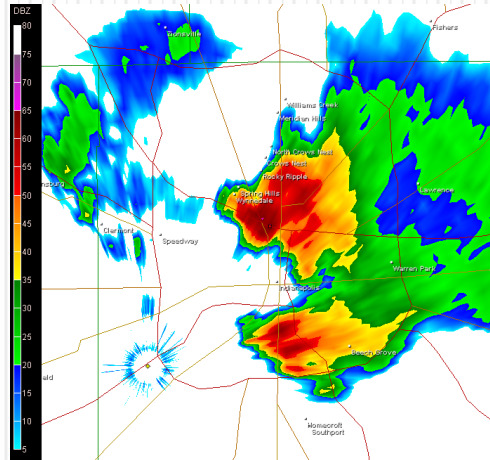 DBZ
80
75
70
65
60
55
50
45
40
35
30
25
20
15
10
5
Fishers
Williams Creek
Meridian Hills
North Crows Nest
Crows Nest
Rocky Ripple
Lawrence
Spring Hills
Wynnedale
Clermont
Speedway
Warren Park
Indianapolis
Beech Grove
Homecroft
Southport